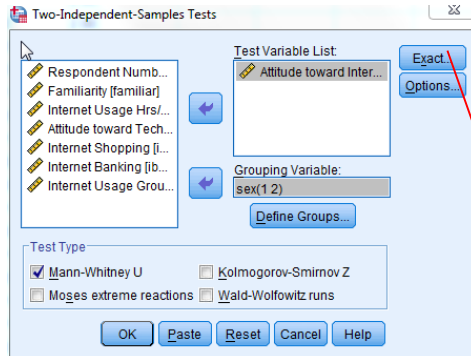 Two-Independent-Samples Tests
Respondent Numb...
Familiarity [familiar]
Internet Usage Hrs/...
Attitude toward Tech...
Internet Shopping [i...
Internet Banking [ib...
Internet Usage Grou...
Test Variable List:
Attitude toward Inter...
Exact...
Options...
Grouping Variable:
sex(1 2)
Define Groups...
Test Type
Mann-Whitney U
Kolmogorov-Smirnov Z
Moses extreme reactions
Wald-Wolfowitz runs
OK
Paste
Reset
Cancel
Help